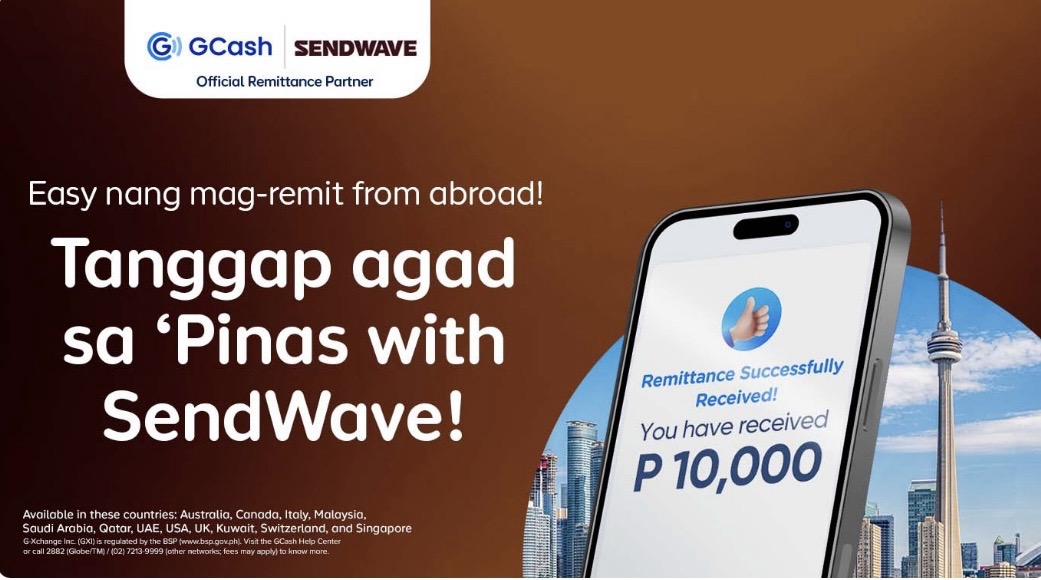 GCash SENDWAVE
Official Remittance Partner
Easy nang mag-remit from abroad!
Tanggap agad
sa ‘Pinas with
SendWave!
Remittance Successfully
Received!
You have received
P 10,000
Available in these countries: Australia, Canada, Italy, Malaysia,
Saudi Arabia, Qatar, UAE, USA, UK, Kuwait, Switzerland, and Singapore
G-Xchange Inc. (GXI) is regulated by the BSP (www.bsp.gov.ph). Visit the GCash Help Center
or call 2882 (Globe/TM) / (02) 7213-9999 (other networks; fees may apply) to know more.